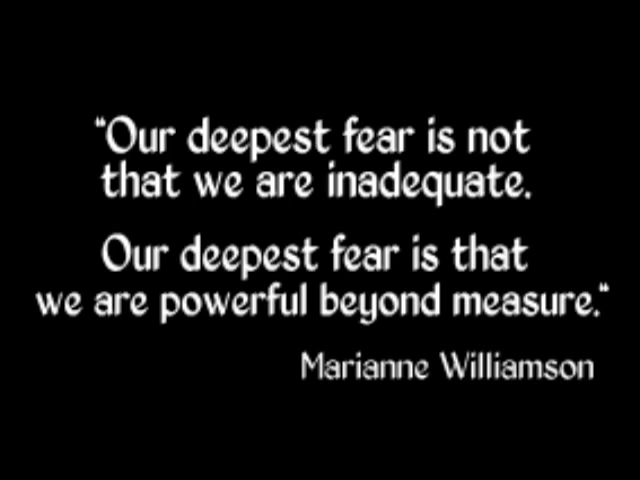 “Our deepest fear is not
that we are inadequate.
Our deepest fear is that
we are powerful beyond measure.“
Marianne Williamson